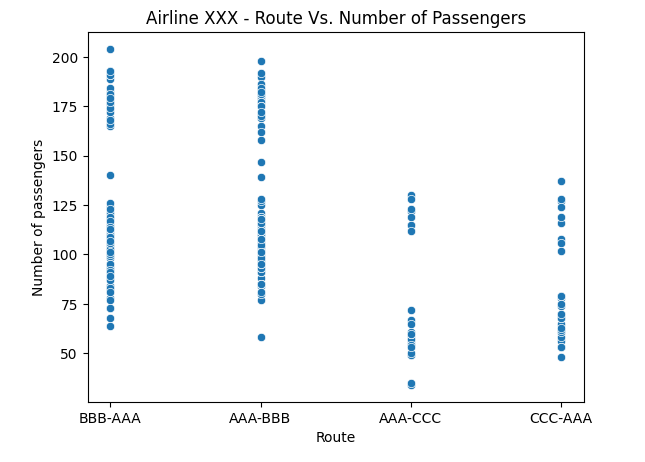 Airline XXX - Route Vs. Number of Passengers
200
175
150
125
100
75
50
Number of passengers
BBB-AAA AAA-BBB AAA-CCC CCC-AAA
Route